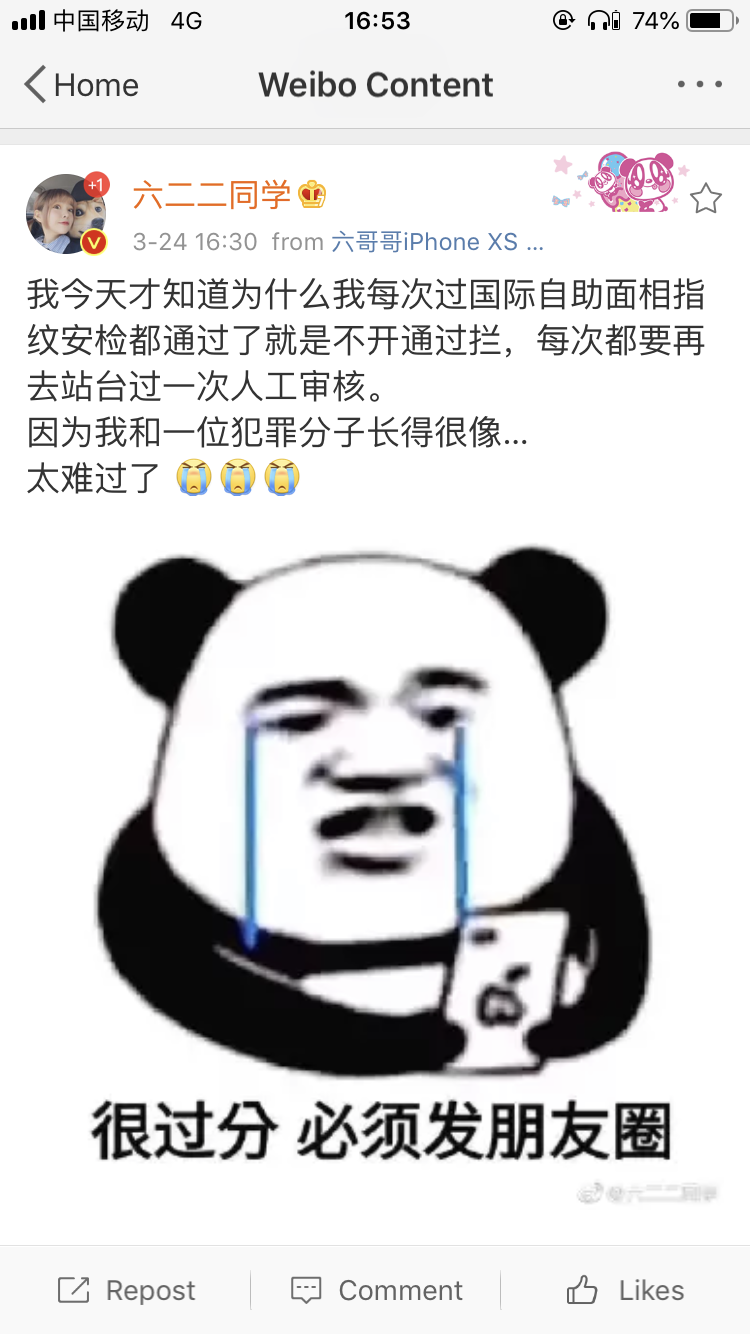 中国移动 4G 16:53 74%
Home Weibo Content
+1
六二二同学
V
3-24 16:30 from 六哥哥iPhone XS ...
我今天才知道为什么我每次过国际自助面相指
纹安检都通过了就是不开通过拦，每次都要再
去站台过一次人工审核。
因为我和一位犯罪分子长得很像...
太难过了
很过分 必须发朋友圈
@六二二同学
Repost Comment Likes